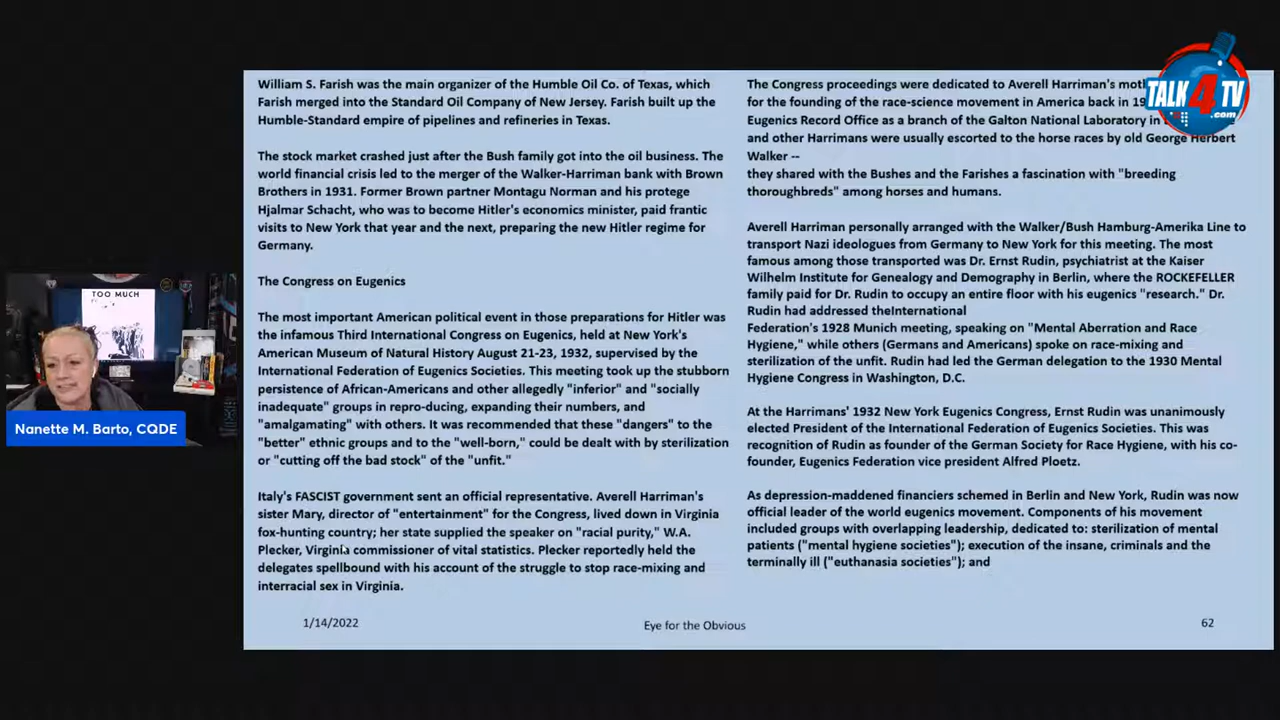 William S. Farish was the main organizer of the Humble Oil Co. of Texas, which
Farish merged into the Standard Oil Company of New Jersey. Farish built up the
Humble-Standard empire of pipelines and refineries in Texas.
The stock market crashed just after the Bush family got into the oil business. The
world financial crisis led to the merger of the Walker-Harriman bank with Brown
Brothers in 1931. Former Brown partner Montagu Norman and his protege
Hjalmar Schacht, who was to become Hitler's economics minister, paid frantic
visits to New York that year and the next, preparing the new Hitler regime for
Germany.
The Congress on Eugenics
The most important American political event in those preparations for Hitler was
the infamous Third International Congress on Eugenics, held at New York's
American Museum of Natural History August 21-23, 1932, supervised by the
International Federation of Eugenics Societies. This meeting took up the stubborn
persistence of African-Americans and other allegedly "inferior" and "socially
inadequate" groups in repro-ducing, expanding their numbers, and
"amalgamating" with others. It was recommended that these "dangers" to the
"better" ethnic groups and to the "well-born," could be dealt with by sterilization
or "cutting off the bad stock" of the "unfit."
Italy's FASCIST government sent an official representative. Averell Harriman's
sister Mary, director of "entertainment" for the Congress, lived down in Virginia
fox-hunting country; her state supplied the speaker on "racial purity," W.A.
Plecker, Virginia commissioner of vital statistics. Plecker reportedly held the
delegates spellbound with his account of the struggle to stop race-mixing and
interracial sex in Virginia.
The Congress proceedings were dedicated to Averell Harriman's
for the founding of the race-science movement in America back in
Eugenics Record Office as a branch of the Galton National Laboratory in
and other Harrimans were usually escorted to the horse races by old George Herbert
Walker --
they shared with the Bushes and the Farishes a fascination with "breeding
thoroughbreds" among horses and humans.
Averell Harriman personally arranged with the Walker/Bush Hamburg-Amerika Line to
transport Nazi ideologues from Germany to New York for this meeting. The most
famous among those transported was Dr. Ernst Rudin, psychiatrist at the Kaiser
Wilhelm Institute for Genealogy and Demography in Berlin, where the ROCKEFELLER
family paid for Dr. Rudin to occupy an entire floor with his eugenics "research." Dr.
Rudin had addressed theInternational
Federation's 1928 Munich meeting, speaking on "Mental Aberration and Race
Hygiene," while others (Germans and Americans) spoke on race-mixing and
sterilization of the unfit. Rudin had led the German delegation to the 1930 Mental
Hygiene Congress in Washington, D.C.
At the Harrimans' 1932 New York Eugenics Congress, Ernst Rudin was unanimously
elected President of the International Federation of Eugenics Societies. This was
recognition of Rudin as founder of the German Society for Race Hygiene, with his co-
founder, Eugenics Federation vice president Alfred Ploetz.
As depression-maddened financiers schemed in Berlin and New York, Rudin was now
official leader of the world eugenics movement. Components of his movement
included groups with overlapping leadership, dedicated to: sterilization of mental
patients ("mental hygiene societies"); execution of the insane, criminals and the
terminally ill ("euthanasia societies"); and
1/14/2022
Eye for the Obvious
62
TALK4TV
.com
TOO MUCH
Nanette M. Barto, CQDE